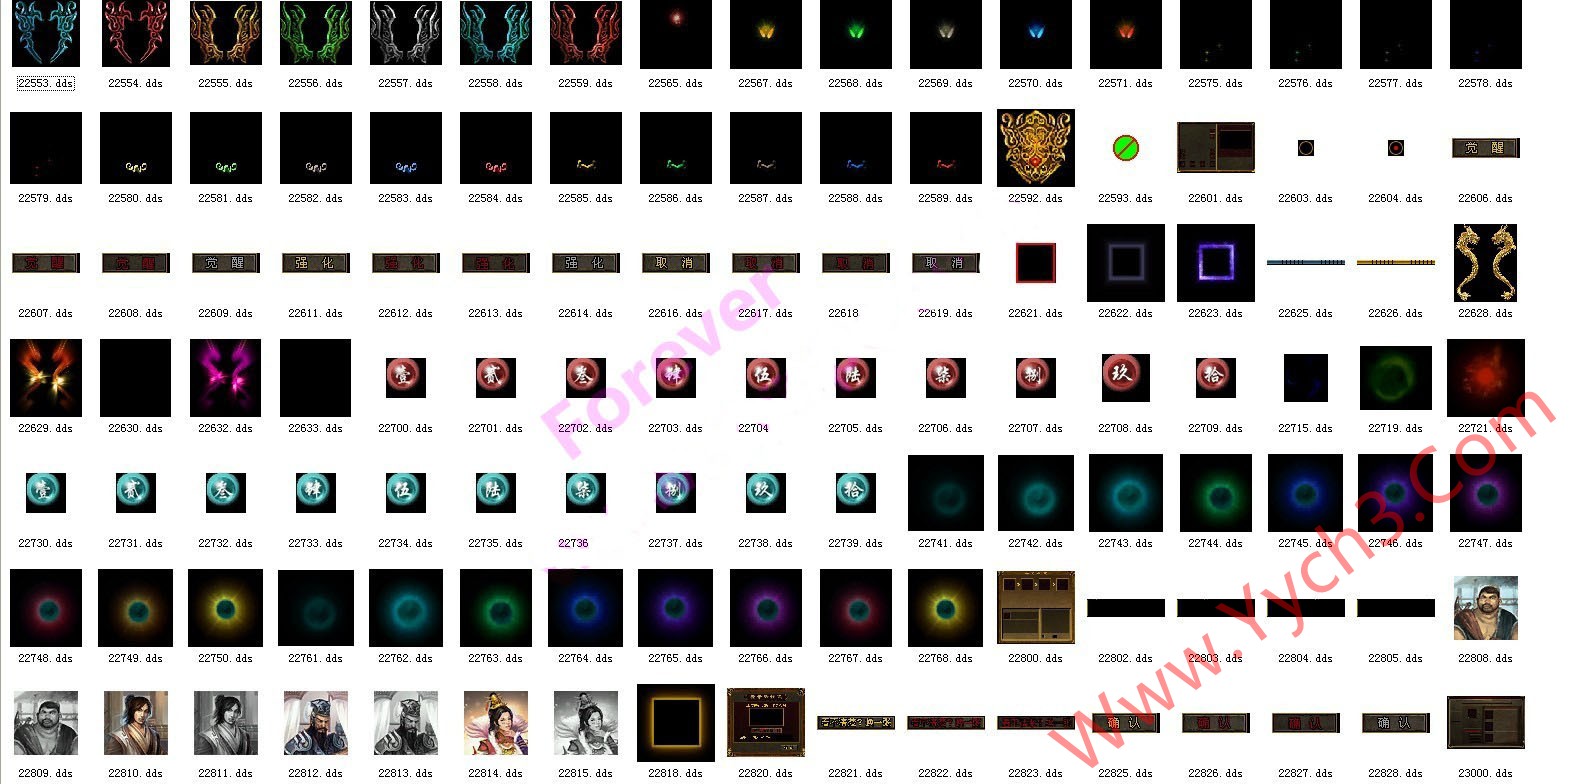 22553.dds 22554.dds 22555.dds 22556.dds 22557.dds 22558.dds 22559.dds 22565.dds 22567.dds 22568.dds 22569.dds 22570.dds 22571.dds 22575.dds 22576.dds 22577.dds 22578.dds
觉 醒
22579.dds 22580.dds 22581.dds 22582.dds 22583.dds 22584.dds 22585.dds 22586.dds 22587.dds 22588.dds 22589.dds 22592.dds 22593.dds 22601.dds 22603.dds 22604.dds 22606.dds
觉 醒 觉 醒 觉 醒 强 化 强 化 强 化 强 化 取 消 取 消 取 消 取 消
22607.dds 22608.dds 22609.dds 22611.dds 22612.dds 22613.dds 22614.dds 22616.dds 22617.dds 22618 22619.dds 22621.dds 22622.dds 22623.dds 22625.dds 22626.dds 22628.dds
Forever
壹 贰 叁 肆 伍 陆 柒 捌 玖 拾
22629.dds 22630.dds 22632.dds 22633.dds 22700.dds 22701.dds 22702.dds 22703.dds 22704 22705.dds 22706.dds 22707.dds 22708.dds 22709.dds 22715.dds 22719.dds 22721.dds
壹 贰 叁 肆 伍 陆 柒 捌 玖 拾
22730.dds 22731.dds 22732.dds 22733.dds 22734.dds 22735.dds 22736 22737.dds 22738.dds 22739.dds 22741.dds 22742.dds 22743.dds 22744.dds 22745.dds 22746.dds 22747.dds
Www.Yych3.Com
22748.dds 22749.dds 22750.dds 22761.dds 22762.dds 22763.dds 22764.dds 22765.dds 22766.dds 22767.dds 22768.dds 22800.dds 22802.dds 22803.dds 22804.dds 22805.dds 22808.dds
确 认 确 认 确 认 确 认
22809.dds 22810.dds 22811.dds 22812.dds 22813.dds 22814.dds 22815.dds 22818.dds 22820.dds 22821.dds 22822.dds 22823.dds 22825.dds 22826.dds 22827.dds 22828.dds 23000.dds